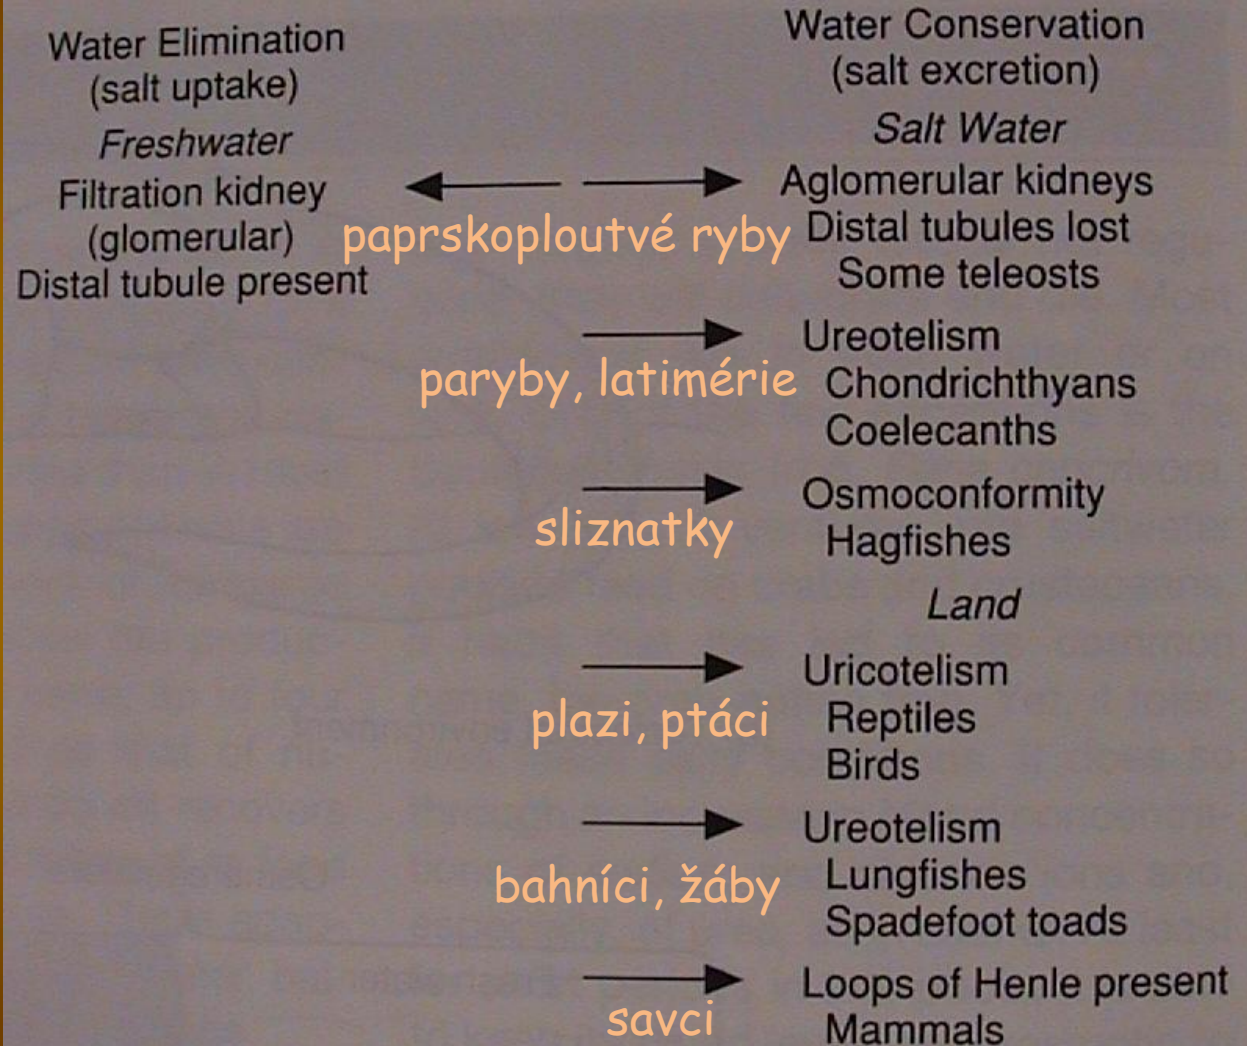 Water Elimination
(salt uptake)
Freshwater
Filtration kidney
(glomerular)
Distal tubule present
Water Conservation
(salt excretion)
Salt Water
Aglomerular kidneys
Distal tubules lost
Some teleosts
paprskoploutvé ryby
Ureotelism
Chondrichthyans
Coelecanths
paryby, latimérie
Osmoconformity
Hagfishes
sliznatky
Land
Uricotelism
Reptiles
Birds
plazi, ptáci
Ureotelism
Lungfishes
Spadefoot toads
bahníci, žáby
Loops of Henle present
Mammals
savci